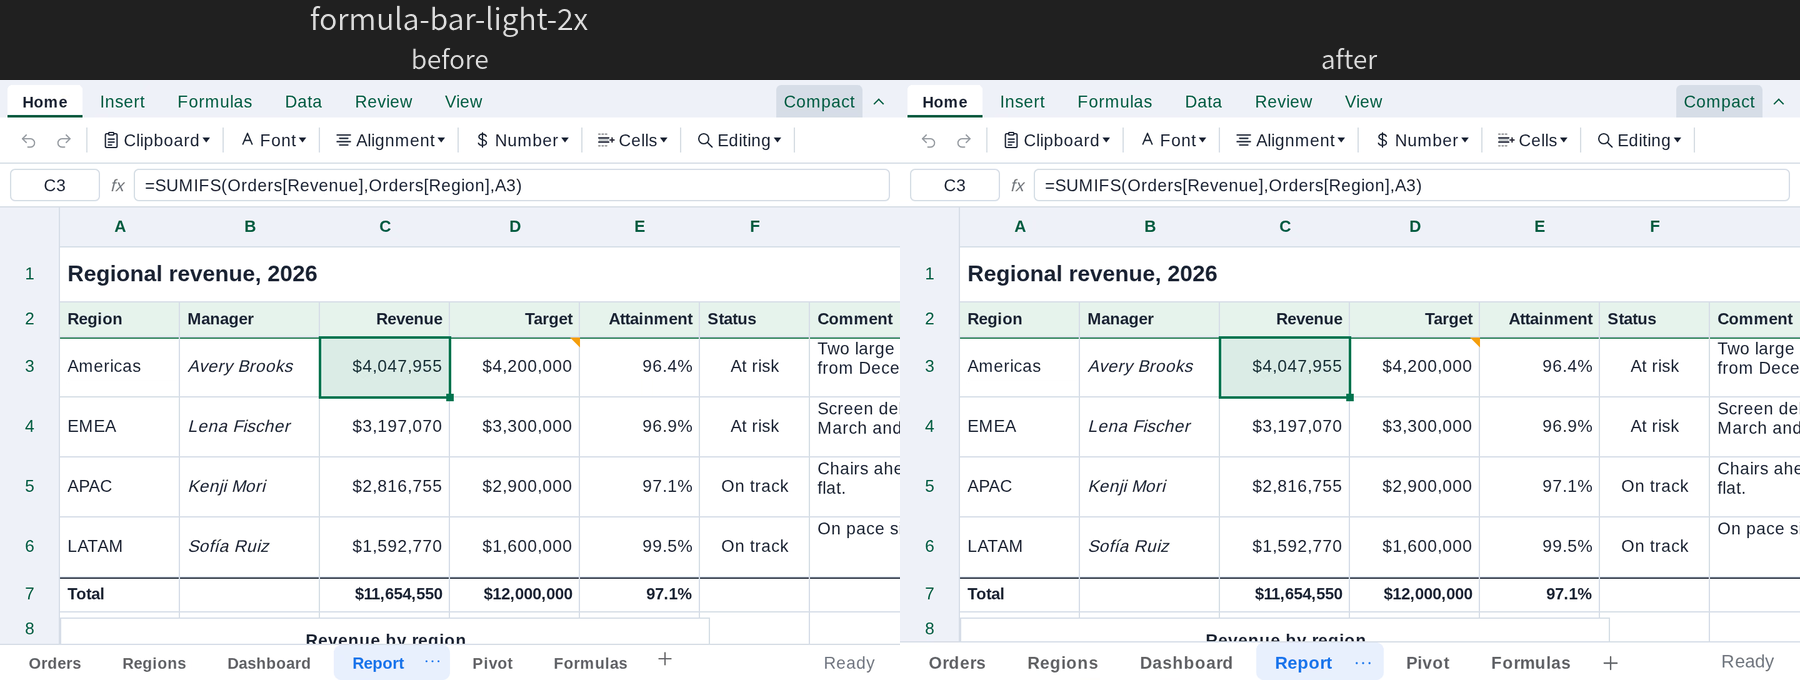 formula-bar-light-2x
before
after
Home Insert Formulas Data Review View Compact
Clipboard Font Alignment Number Cells Editing
C3 fx =SUMIFS(Orders[Revenue],Orders[Region],A3)
A B C D E F
1 Regional revenue, 2026
2 Region Manager Revenue Target Attainment Status Comment
3 Americas Avery Brooks $4,047,955 $4,200,000 96.4% At risk Two large
from Dece
4 EMEA Lena Fischer $3,197,070 $3,300,000 96.9% At risk Screen de
March and
5 APAC Kenji Mori $2,816,755 $2,900,000 97.1% On track Chairs ahe
flat.
6 LATAM Sofía Ruiz $1,592,770 $1,600,000 99.5% On track On pace s
7 Total $11,654,550 $12,000,000 97.1%
8 Revenue by region
Orders Regions Dashboard Report ··· Pivot Formulas + Ready
Home Insert Formulas Data Review View Compact
Clipboard Font Alignment Number Cells Editing
C3 fx =SUMIFS(Orders[Revenue],Orders[Region],A3)
A B C D E F
1 Regional revenue, 2026
2 Region Manager Revenue Target Attainment Status Comment
3 Americas Avery Brooks $4,047,955 $4,200,000 96.4% At risk Two large
from Dece
4 EMEA Lena Fischer $3,197,070 $3,300,000 96.9% At risk Screen de
March and
5 APAC Kenji Mori $2,816,755 $2,900,000 97.1% On track Chairs ahe
flat.
6 LATAM Sofía Ruiz $1,592,770 $1,600,000 99.5% On track On pace s
7 Total $11,654,550 $12,000,000 97.1%
8 Revenue by region
Orders Regions Dashboard Report ··· Pivot Formulas + Ready